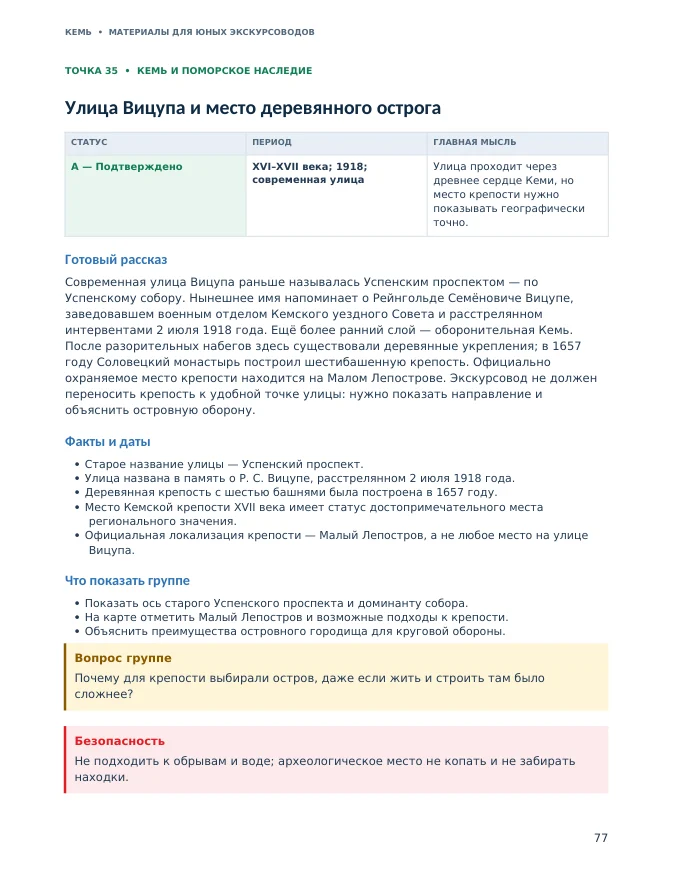 КЕМЬ • МАТЕРИАЛЫ ДЛЯ ЮНЫХ ЭКСКУРСОВОДОВ
ТОЧКА 35 • КЕМЬ И ПОМОРСКОЕ НАСЛЕДИЕ
Улица Вицупа и место деревянного острога
СТАТУС
ПЕРИОД
ГЛАВНАЯ МЫСЛЬ
A — Подтверждено
XVI–XVII века; 1918;
современная улица
Улица проходит через
древнее сердце Кеми, но
место крепости нужно
показывать географически
точно.
Готовый рассказ
Современная улица Вицупа раньше называлась Успенским проспектом — по
Успенскому собору. Нынешнее имя напоминает о Рейнгольде Семёновиче Вицупе,
заведовавшем военным отделом Кемского уездного Совета и расстрелянном
интервентами 2 июля 1918 года. Ещё более ранний слой — оборонительная Кемь.
После разорительных набегов здесь существовали деревянные укрепления; в 1657
году Соловецкий монастырь построил шестибашенную крепость. Официально
охраняемое место крепости находится на Малом Лепострове. Экскурсовод не должен
переносить крепость к удобной точке улицы: нужно показать направление и
объяснить островную оборону.
Факты и даты
• Старое название улицы — Успенский проспект.
• Улица названа в память о Р. С. Вицупе, расстрелянном 2 июля 1918 года.
• Деревянная крепость с шестью башнями была построена в 1657 году.
• Место Кемской крепости XVII века имеет статус достопримечательного места
регионального значения.
• Официальная локализация крепости — Малый Лепостров, а не любое место на улице
Вицупа.
Что показать группе
• Показать ось старого Успенского проспекта и доминанту собора.
• На карте отметить Малый Лепостров и возможные подходы к крепости.
• Объяснить преимущества островного городища для круговой обороны.
Вопрос группе
Почему для крепости выбирали остров, даже если жить и строить там было
сложнее?
Безопасность
Не подходить к обрывам и воде; археологическое место не копать и не забирать
находки.
77